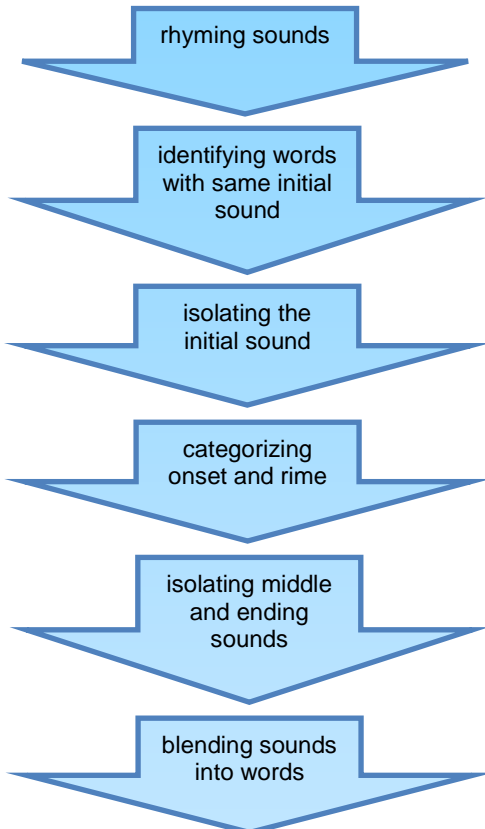 rhyming sounds
identifying words
with same initial
sound
isolating the
initial sound
categorizing
onset and rime
isolating middle
and ending
sounds
blending sounds
into words